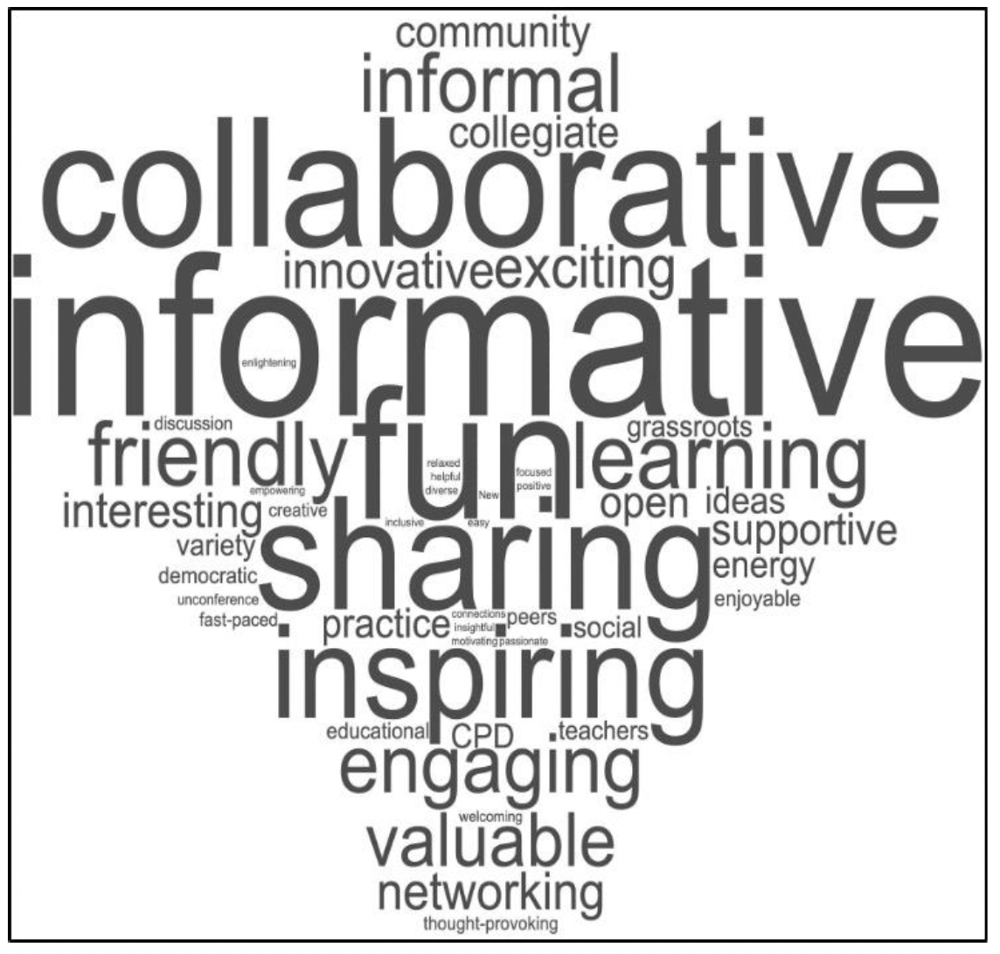 community
informal
collegiate
collaborative
innovative exciting
informative
enlightening
discussion
grassroots
friendly fun learning
relaxed
helpful
diverse
focused
positive
New
empowering
interesting creative
inclusive
easy
open ideas
sharing
supportive
variety
energy
democratic
unconference
enjoyable
fast-paced
practice
connections
insightful
motivating passionate
peers
social
inspiring
educational CPD teachers
engaging
welcoming
valuable
networking
thought-provoking